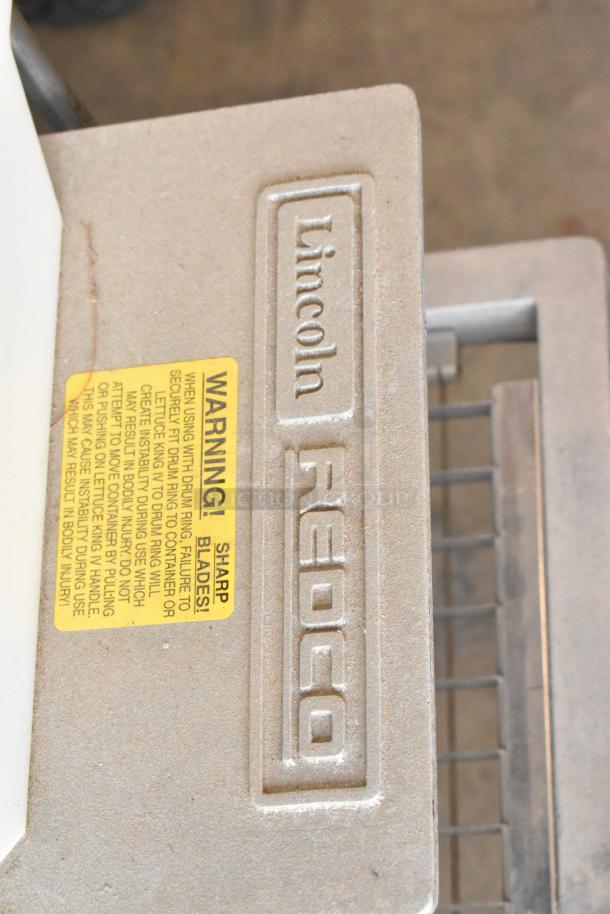 Lincoln REDCO
WARNING! SHARP
BLADES!
WHEN USING WITH DRUM RING, FAILURE TO
SECURELY FIT DRUM RING TO CONTAINER OR
LETTUCE KING IV TO DRUM RING WILL
CREATE INSTABILITY DURING USE WHICH
MAY RESULT IN BODILY INJURY. DO NOT
ATTEMPT TO MOVE CONTAINER BY PULLING
OR PUSHING ON LETTUCE KING IV HANDLE.
THIS MAY CAUSE INSTABILITY DURING USE
WHICH MAY RESULT IN BODILY INJURY!